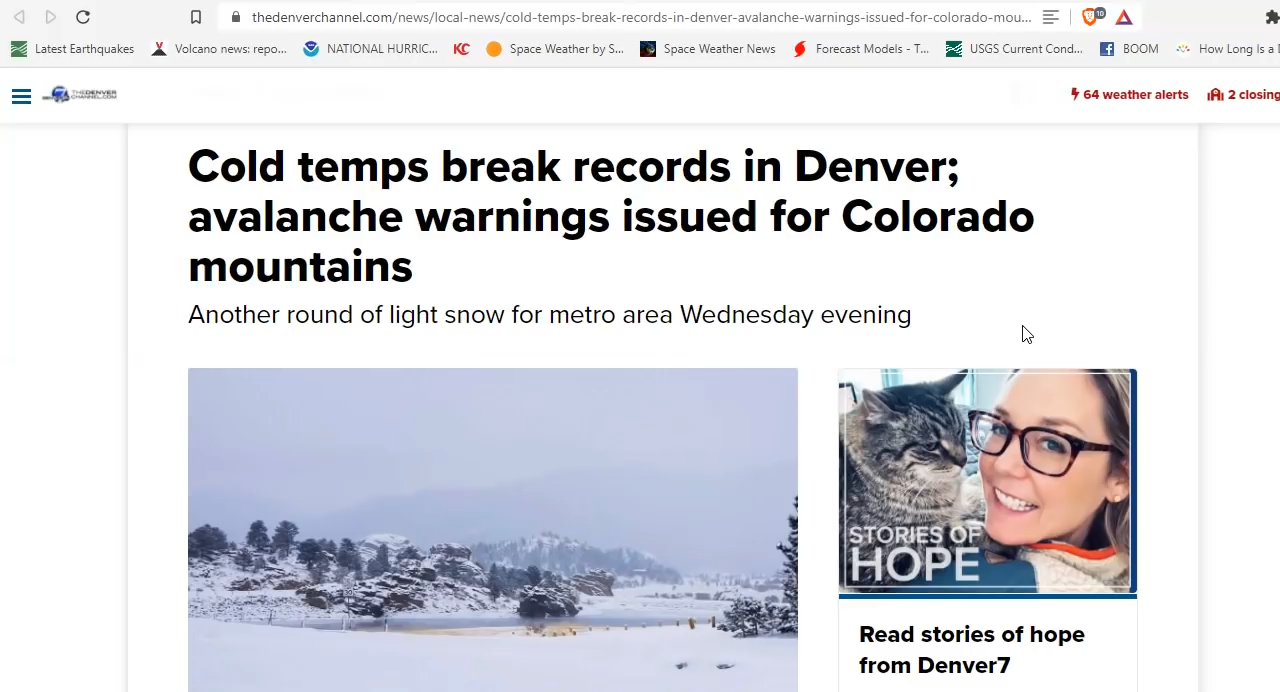 thedenverchannel.com/news/local-news/cold-temps-break-records-in-denver-avalanche-warnings-issued-for-colorado-mou...
10
Latest Earthquakes
Volcano news: repo...
NATIONAL HURRIC...
KC
Space Weather by S...
Space Weather News
Forecast Models - T...
USGS Current Cond...
BOOM
How Long Is a D
THEDENVER
CHANNEL.COM
64 weather alerts
2 closing
Cold temps break records in Denver;
avalanche warnings issued for Colorado
mountains
Another round of light snow for metro area Wednesday evening
STORIES OF
HOPE
Read stories of hope
from Denver7